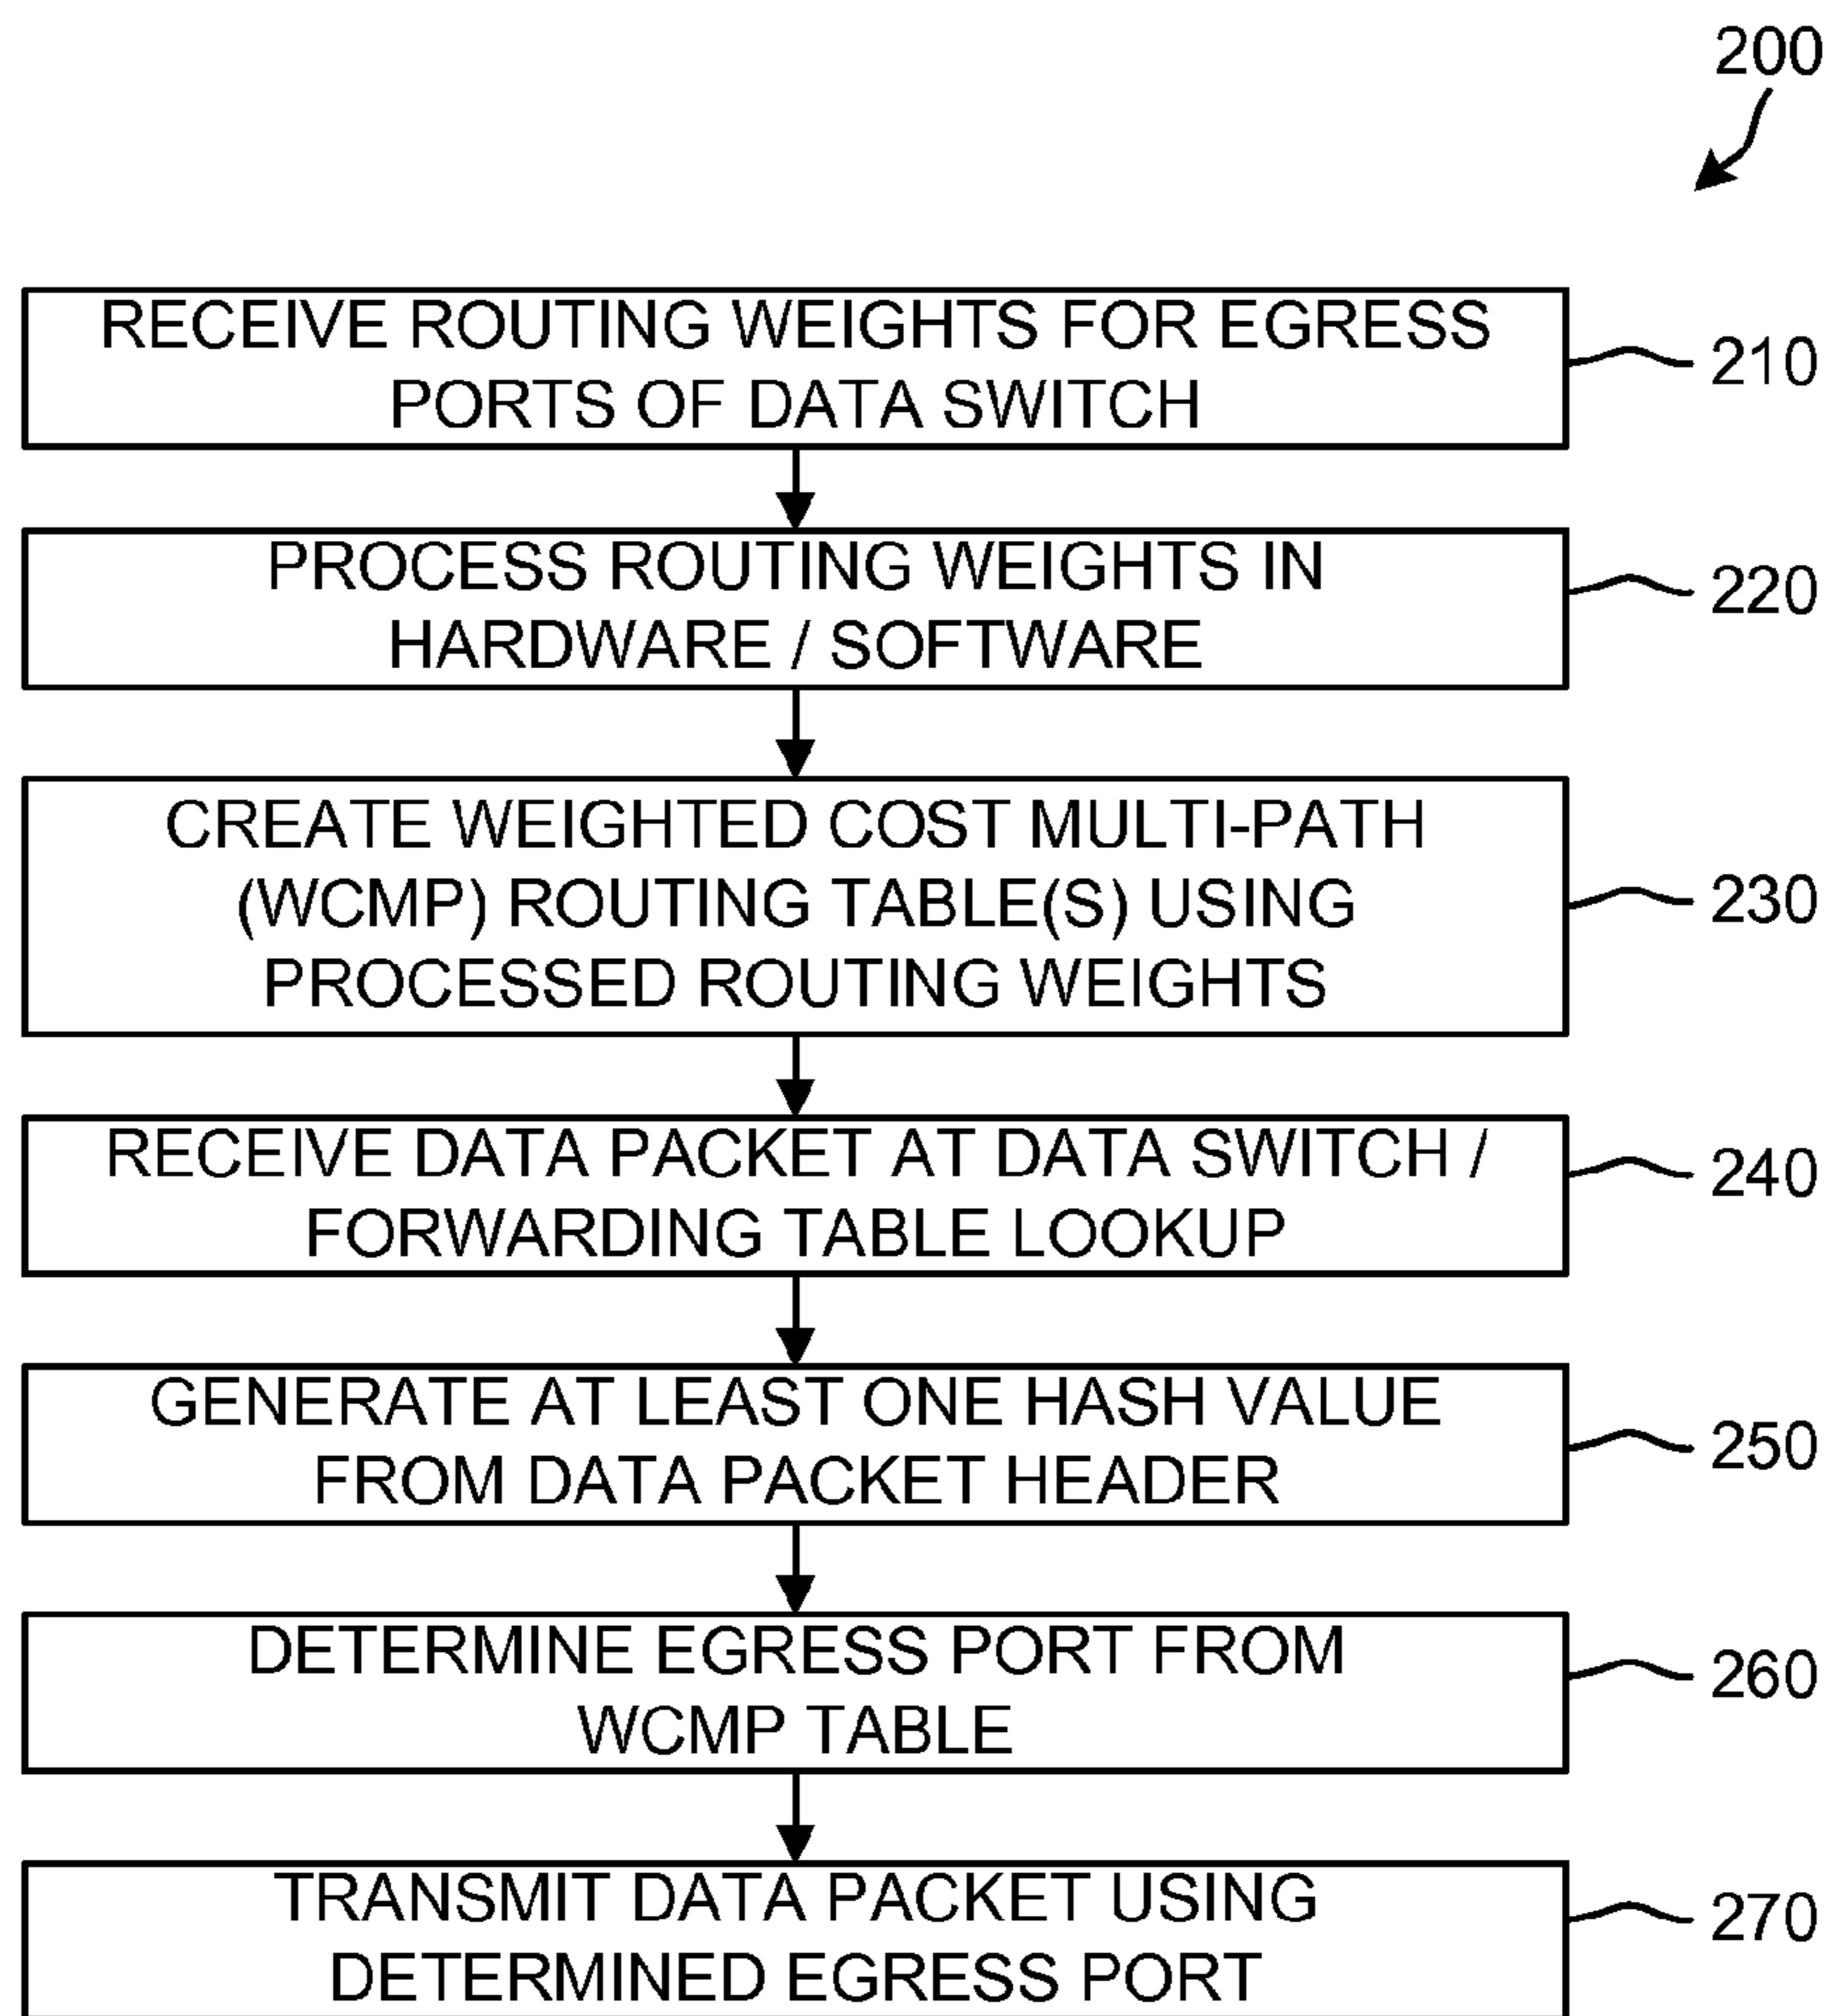 200
RECEIVE ROUTING WEIGHTS FOR EGRESS
PORTS OF DATA SWITCH
210
PROCESS ROUTING WEIGHTS IN
HARDWARE / SOFTWARE
220
CREATE WEIGHTED COST MULTI-PATH
(WCMP) ROUTING TABLE(S) USING
PROCESSED ROUTING WEIGHTS
230
RECEIVE DATA PACKET AT DATA SWITCH /
FORWARDING TABLE LOOKUP
240
GENERATE AT LEAST ONE HASH VALUE
FROM DATA PACKET HEADER
250
DETERMINE EGRESS PORT FROM
WCMP TABLE
260
TRANSMIT DATA PACKET USING
DETERMINED EGRESS PORT
270